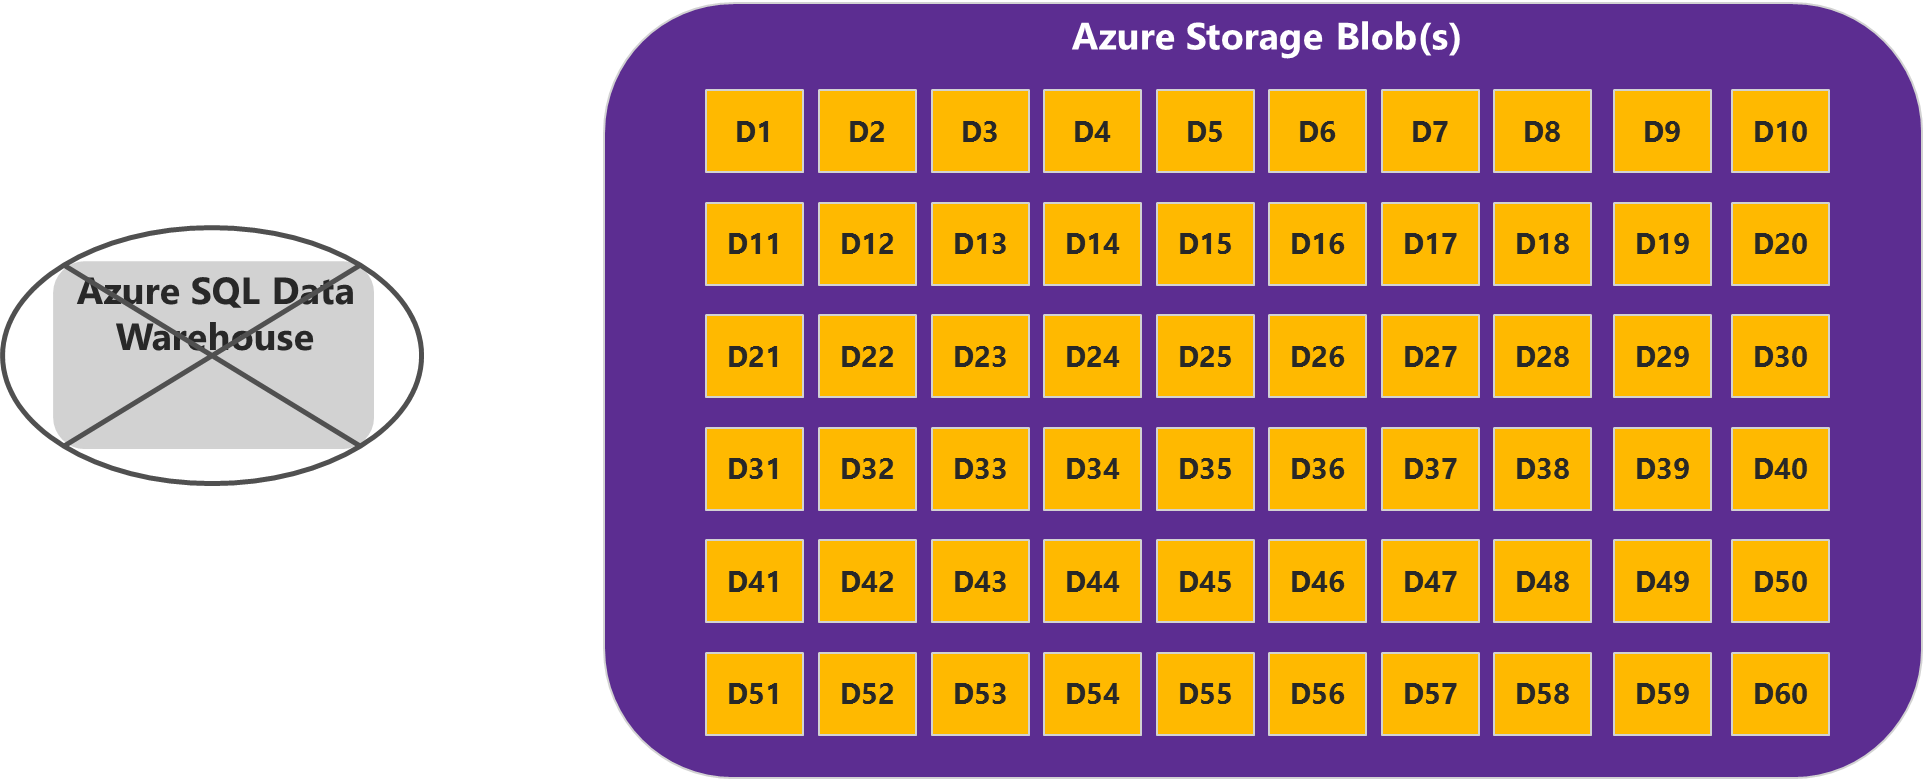 Azure Storage Blob(s)
D1 D2 D3 D4 D5 D6 D7 D8 D9 D10
D11 D12 D13 D14 D15 D16 D17 D18 D19 D20
Azure SQL Data
Warehouse
D21 D22 D23 D24 D25 D26 D27 D28 D29 D30
D31 D32 D33 D34 D35 D36 D37 D38 D39 D40
D41 D42 D43 D44 D45 D46 D47 D48 D49 D50
D51 D52 D53 D54 D55 D56 D57 D58 D59 D60